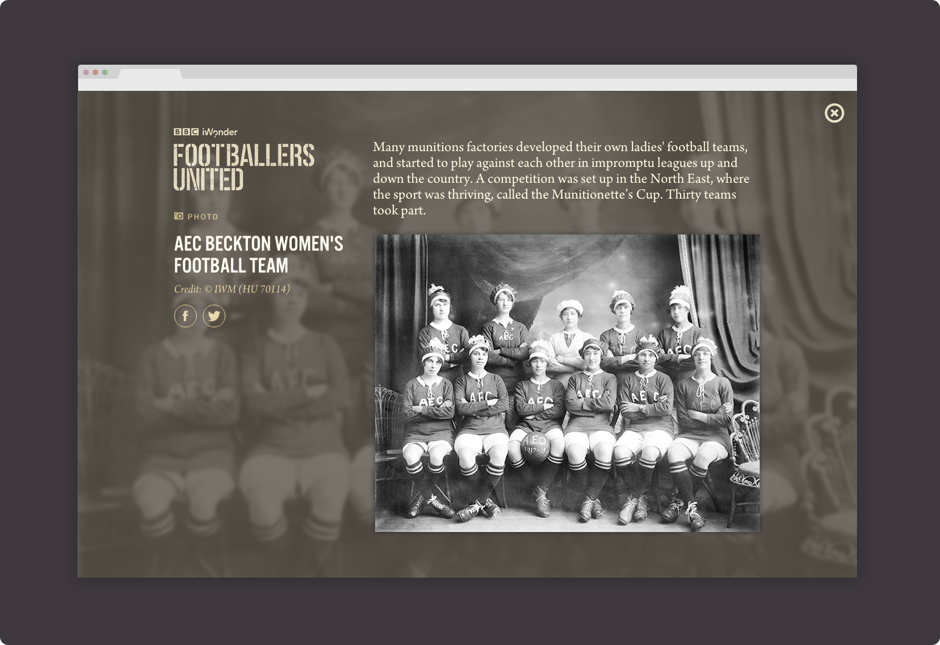 BBC iWonder
FOOTBALLERS
UNITED
PHOTO
AEC BECKTON WOMEN'S
FOOTBALL TEAM
Credit: © IWM (HU 70114)
Many munitions factories developed their own ladies' football teams,
and started to play against each other in impromptu leagues up and
down the country. A competition was set up in the North East, where
the sport was thriving, called the Munitionette's Cup. Thirty teams
took part.
AEC
AEC
AEC
AEC
AEC
AEC
AEC
A.E.C.